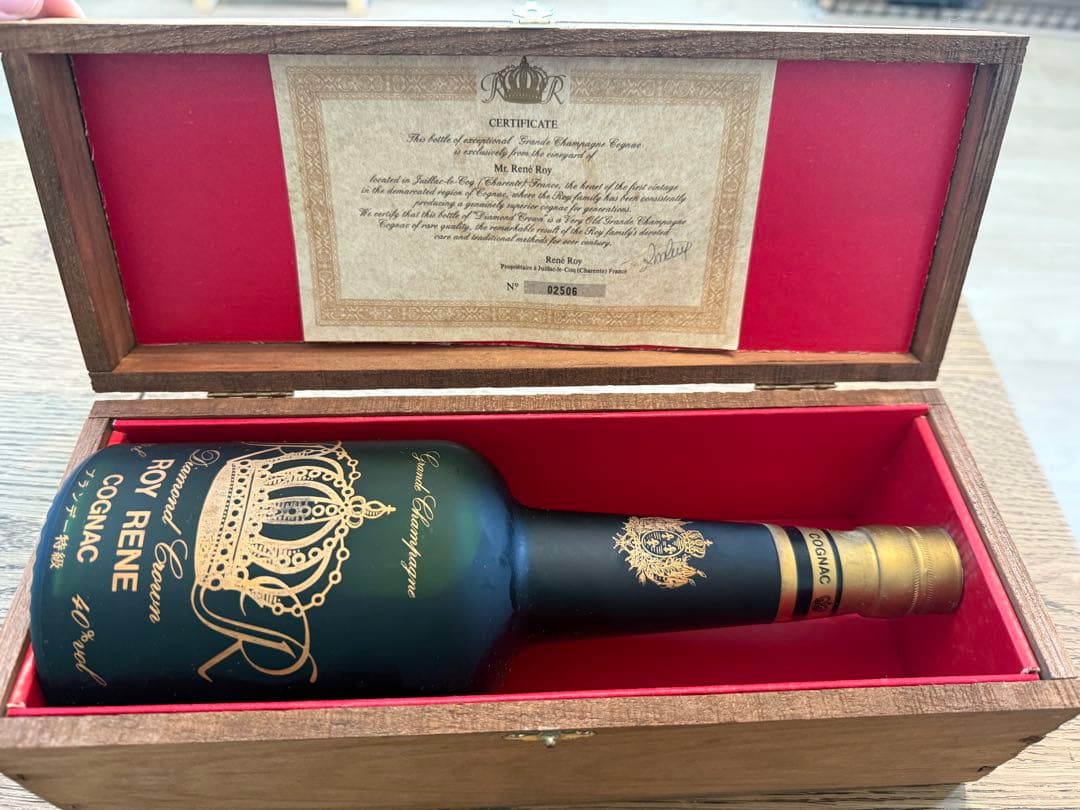 R R
CERTIFICATE
This bottle of exceptional Grande Champagne Cognac
is exclusively from the vineyard of
Mr. René Roy
located in Juillac-le-Coq (Charente) France, the heart of the first vintage
in the demarcated region of Cognac, where the Roy family has been consistently
producing a genuinely superior cognac for generations.
We certify that this bottle of "Diamond Crown" is a Very Old Grande Champagne
Cognac of rare quality, the remarkable result of the Roy family's devoted
care and traditional methods for over century.
René Roy
Propriétaire à Juillac-le-Coq (Charente) France
Nº 02506
Grande Champagne
R
Diamond Crown
ROY RENE
COGNAC
ブランデー特級
40%vol
COGNAC